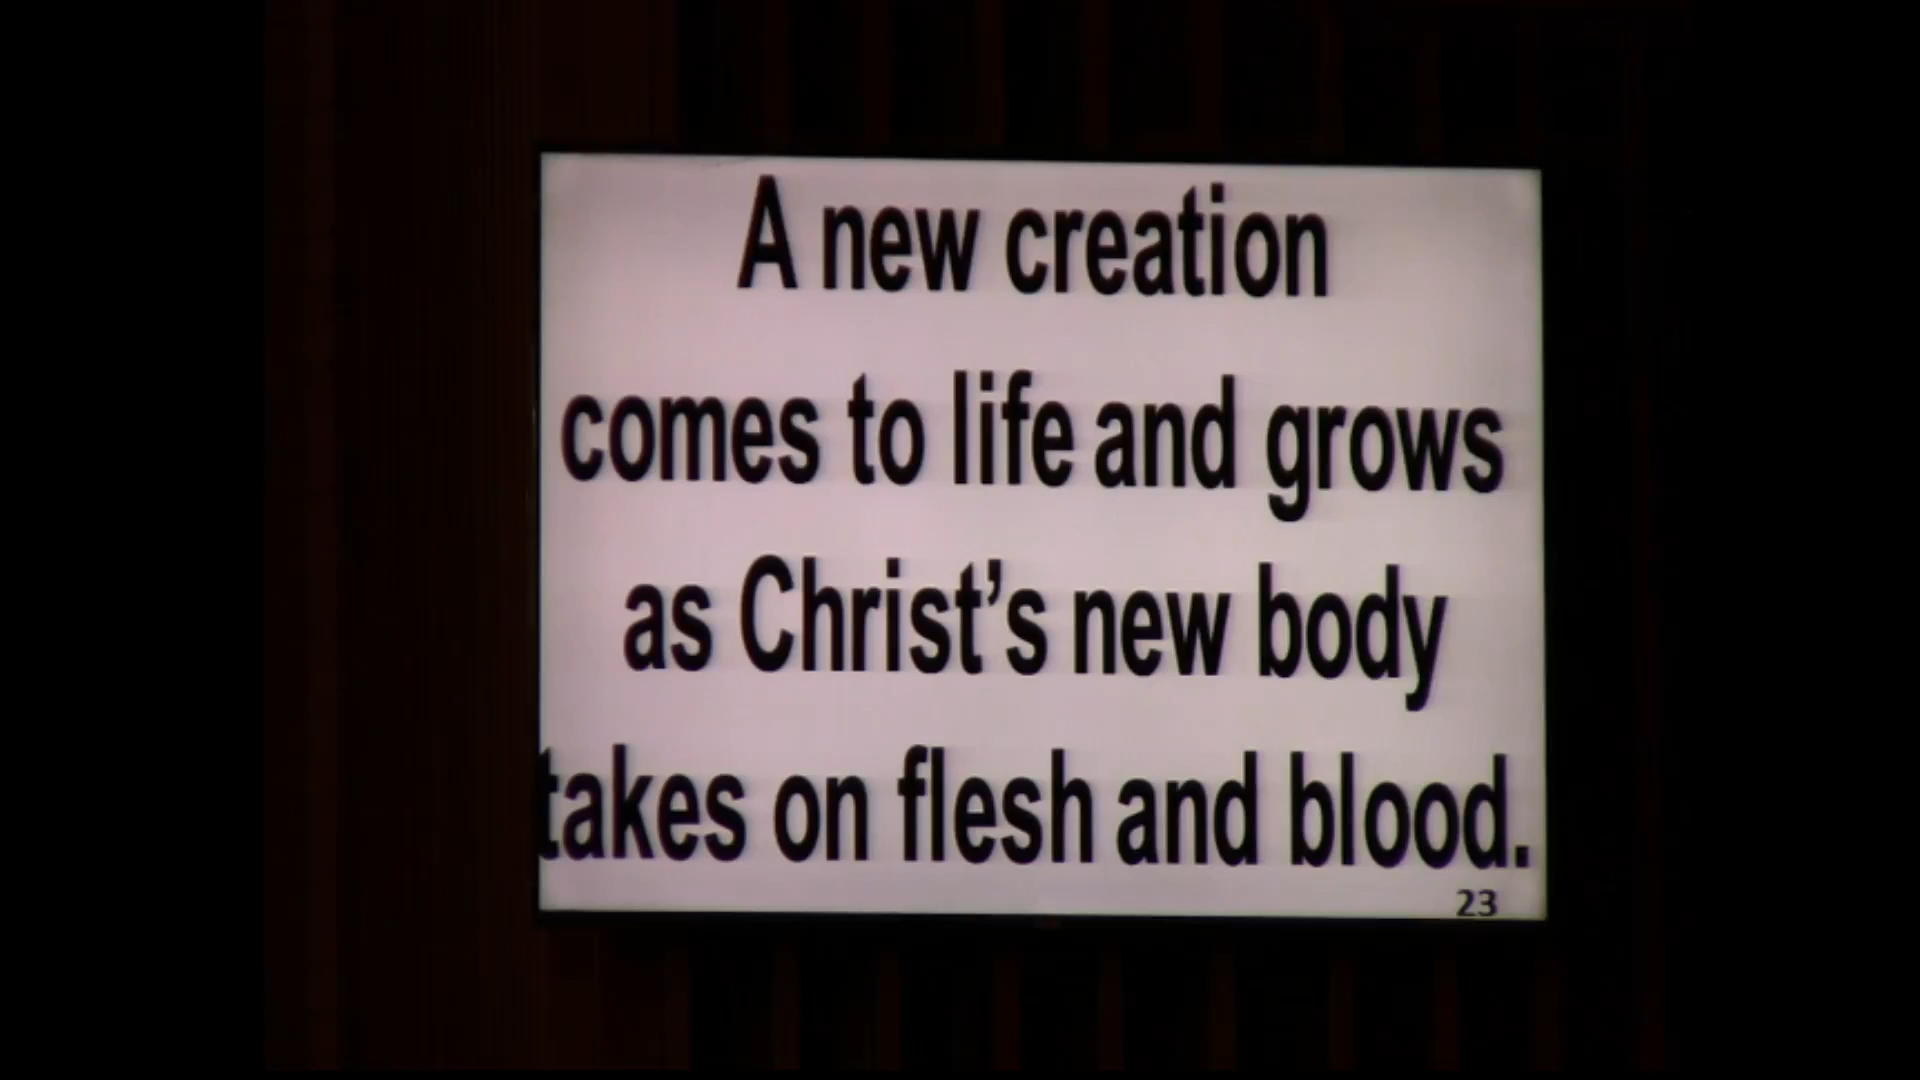 A new creation
comes to life and grows
as Christ’s new body
takes on flesh and blood.
23